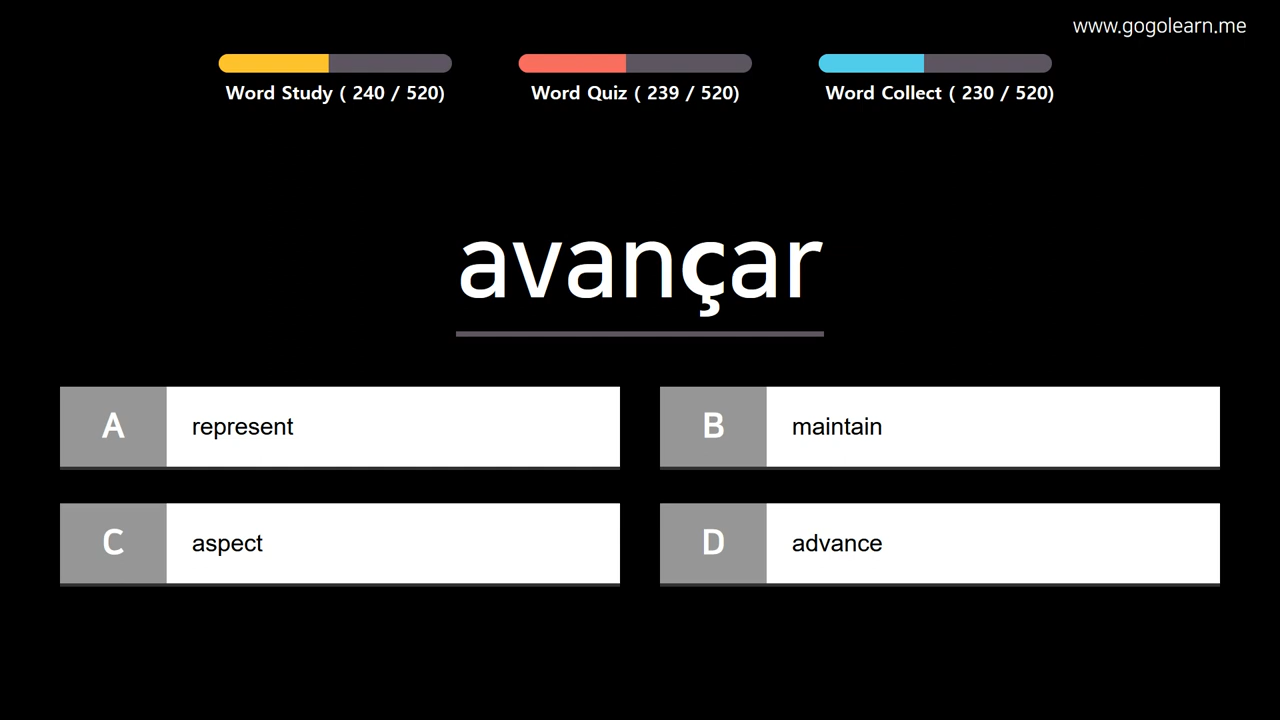 www.gogolearn.me
Word Study ( 240 / 520)
Word Quiz ( 239 / 520)
Word Collect ( 230 / 520)
avançar
A represent
B maintain
C aspect
D advance